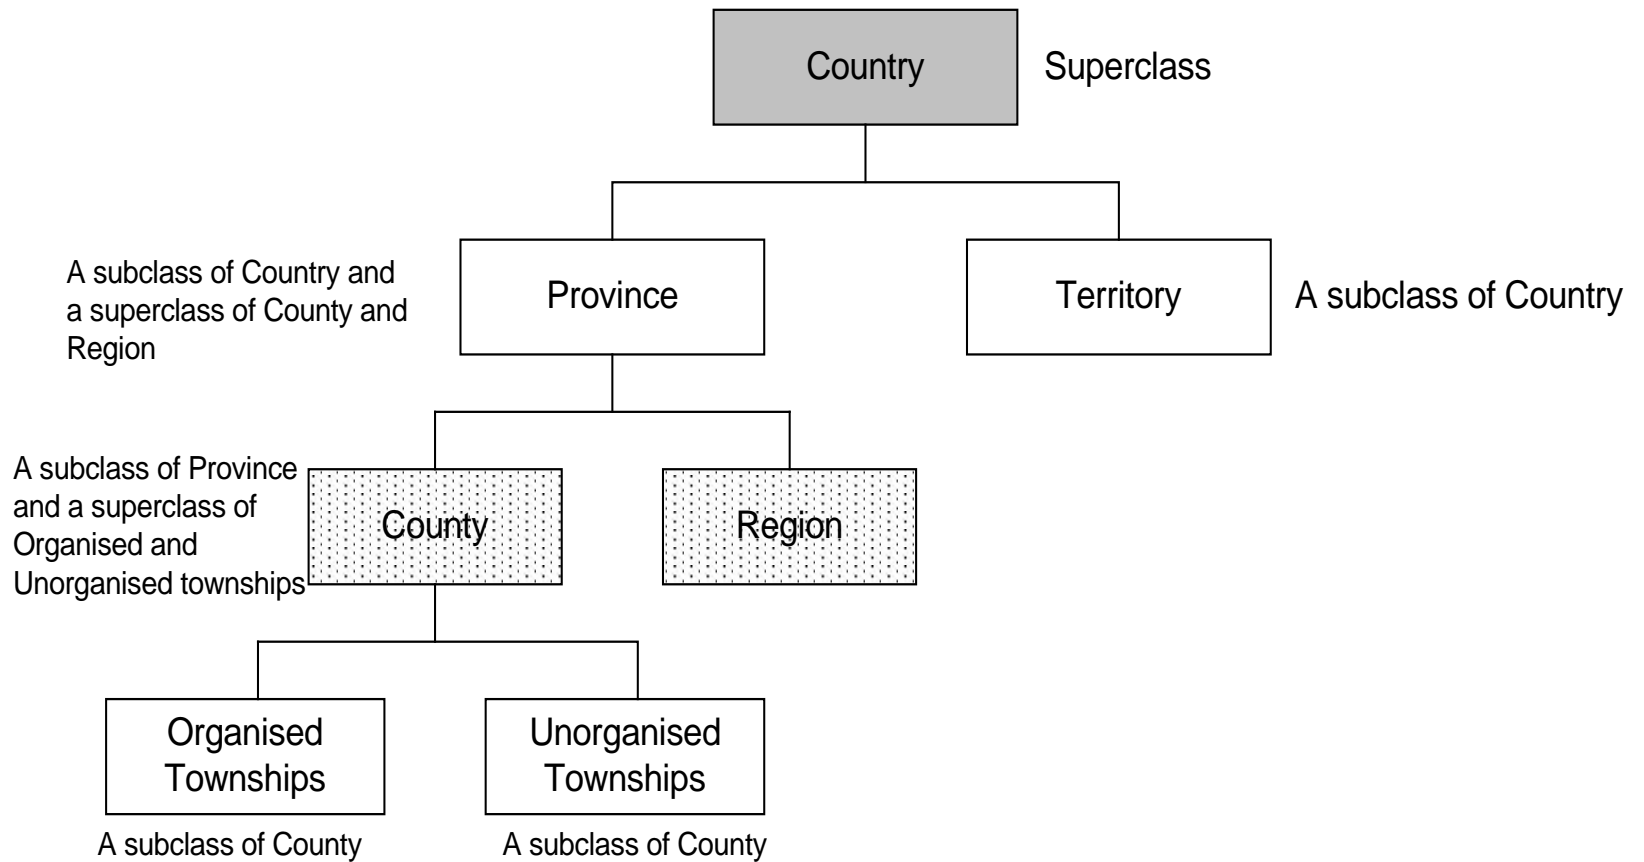 Country
Superclass
A subclass of Country and
a superclass of County and
Region
Province
Territory
A subclass of Country
A subclass of Province
and a superclass of
Organised and
Unorganised townships
County
Region
Organised
Townships
Unorganised
Townships
A subclass of County
A subclass of County